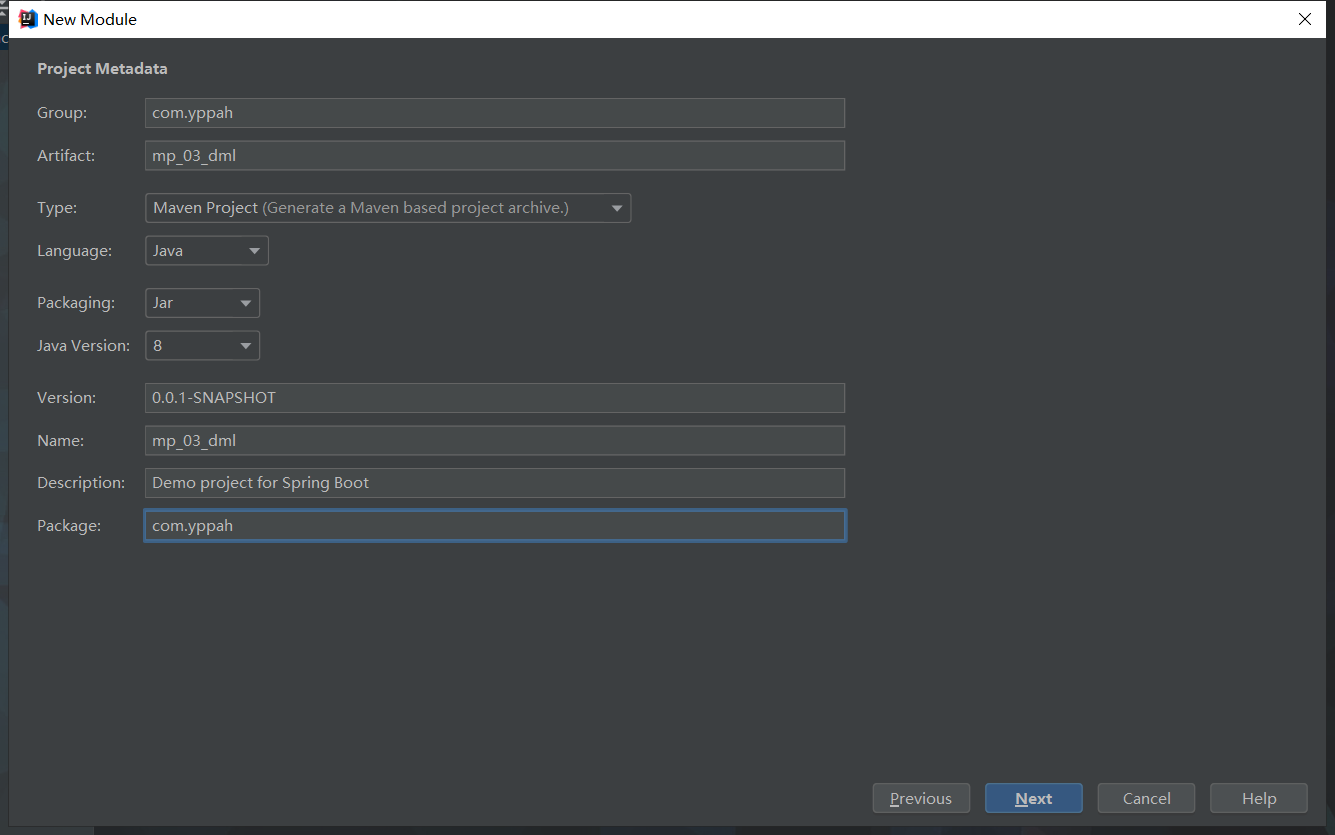 New Module
Project Metadata
Group: com.yppah
Artifact: mp_03_dml
Type: Maven Project (Generate a Maven based project archive.)
Language: Java
Packaging: Jar
Java Version: 8
Version: 0.0.1-SNAPSHOT
Name: mp_03_dml
Description: Demo project for Spring Boot
Package: com.yppah
Previous Next Cancel Help